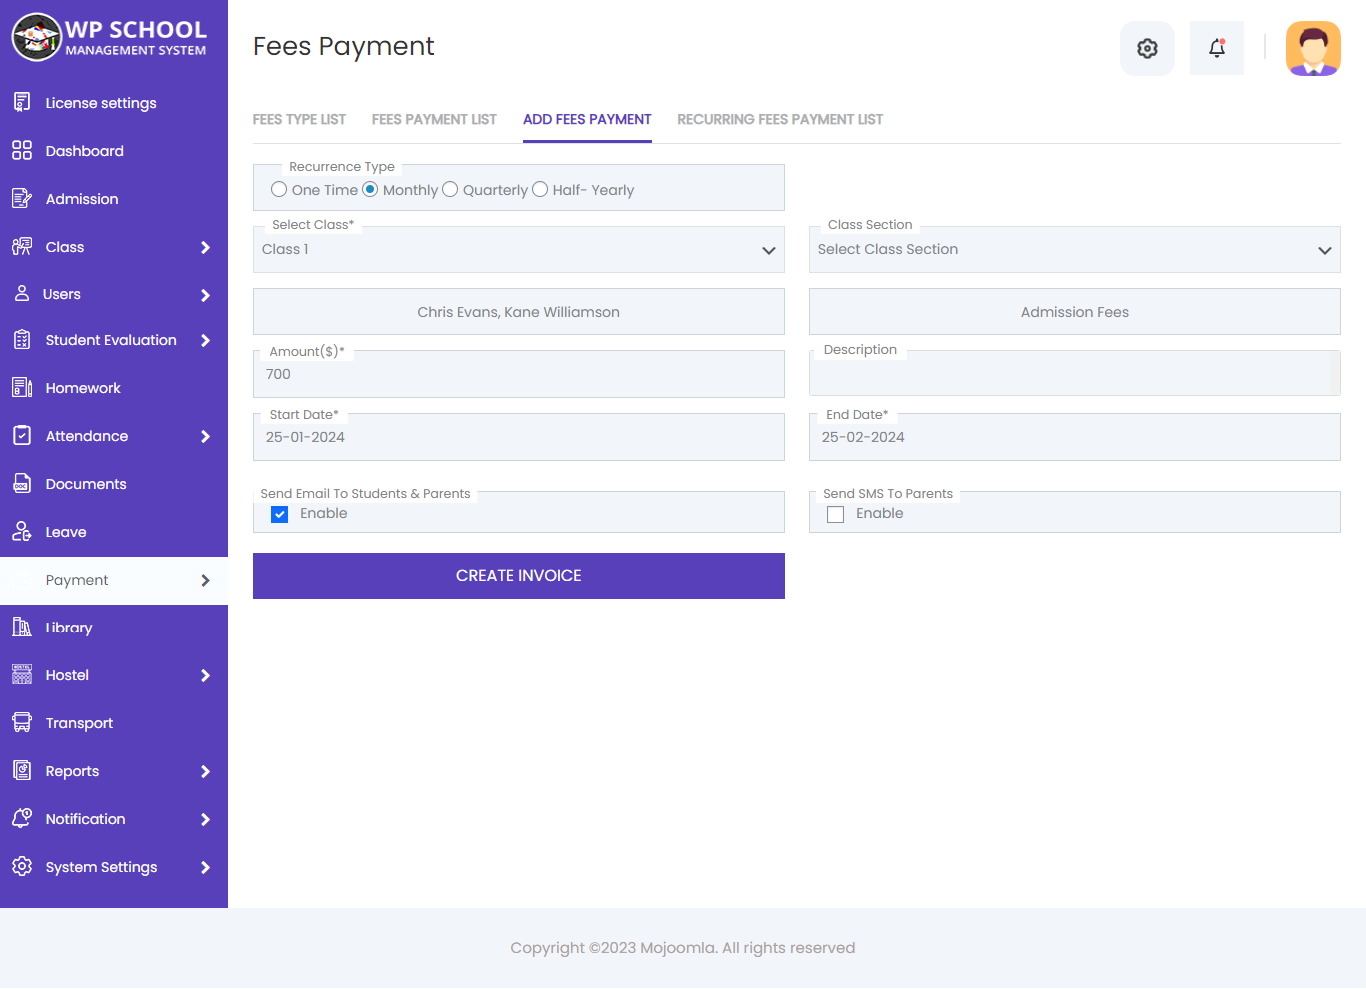 WP SCHOOL
MANAGEMENT SYSTEM
License settings
Dashboard
Admission
Class
Users
Student Evaluation
Homework
Attendance
Documents
Leave
Payment
Library
Hostel
Transport
Reports
Notification
System Settings
Fees Payment
FEES TYPE LIST FEES PAYMENT LIST ADD FEES PAYMENT RECURRING FEES PAYMENT LIST
Recurrence Type
One Time Monthly Quarterly Half- Yearly
Select Class* Class Section
Class 1 Select Class Section
Chris Evans, Kane Williamson Admission Fees
Amount($)* Description
700
Start Date* End Date*
25-01-2024 25-02-2024
Send Email To Students & Parents Send SMS To Parents
Enable Enable
CREATE INVOICE
Copyright ©2023 Mojoomla. All rights reserved